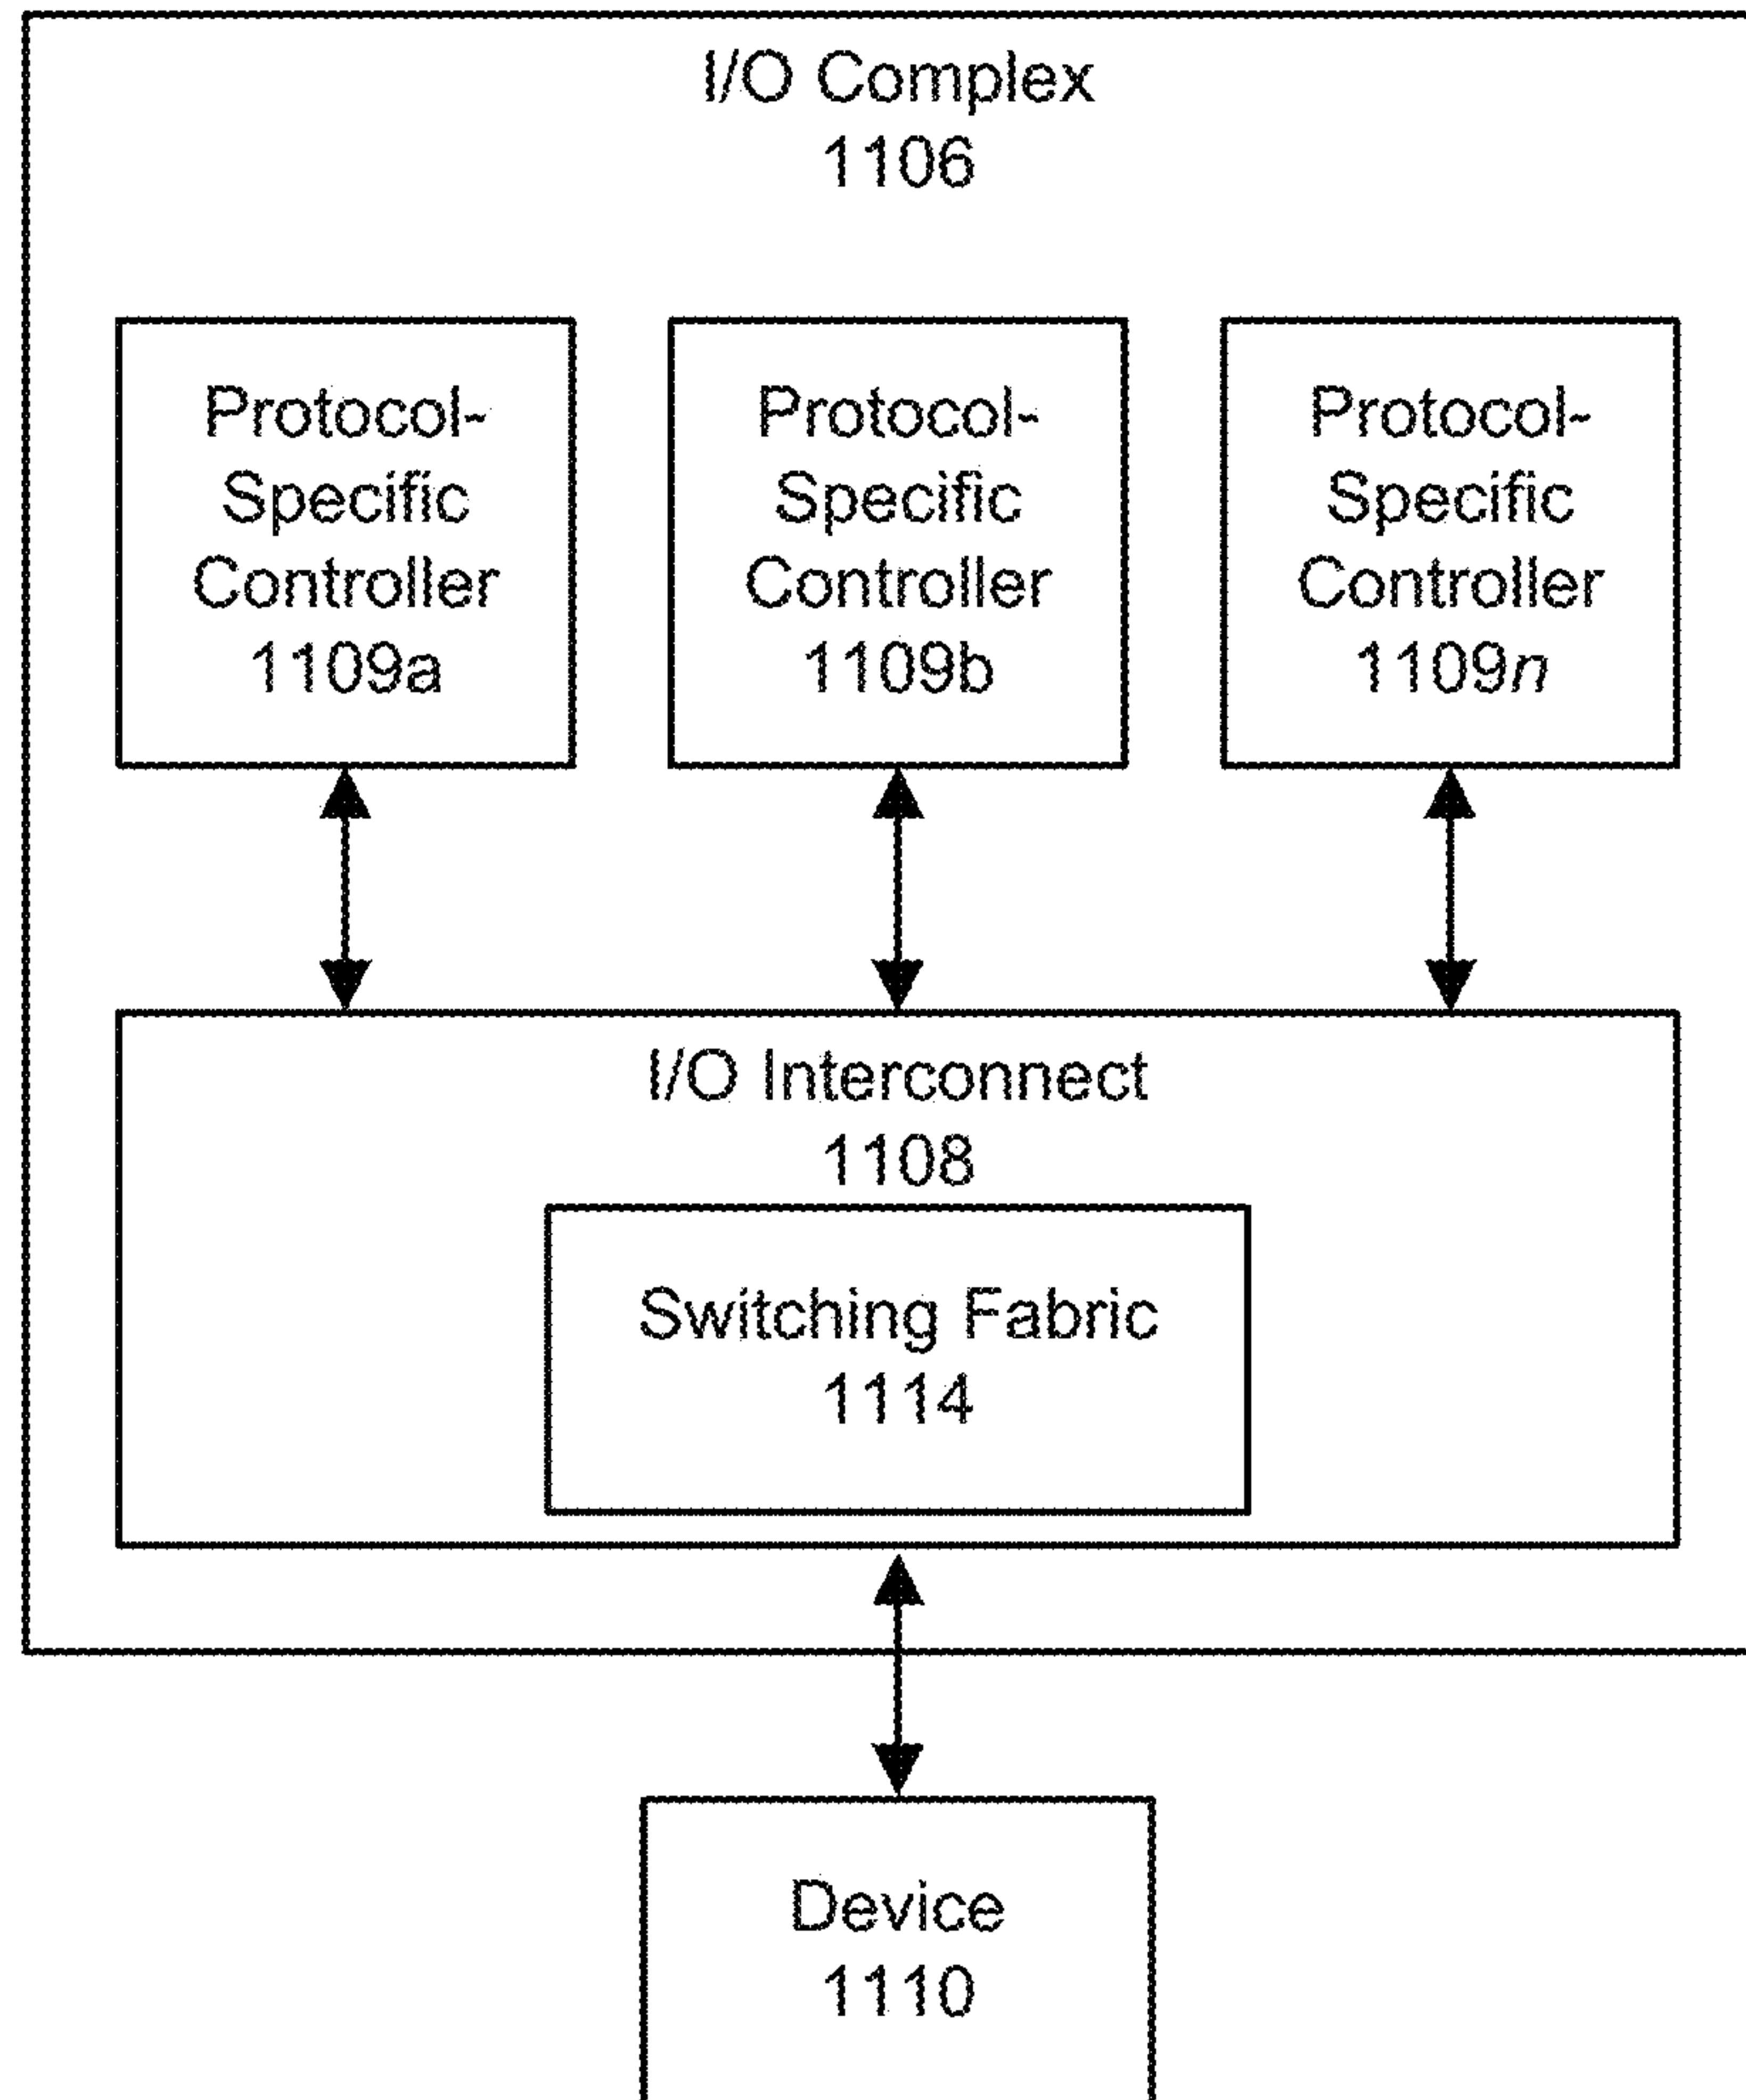 I/O Complex
1106
Protocol-
Specific
Controller
1109a
Protocol-
Specific
Controller
1109b
Protocol-
Specific
Controller
1109n
I/O Interconnect
1108
Switching Fabric
1114
Device
1110